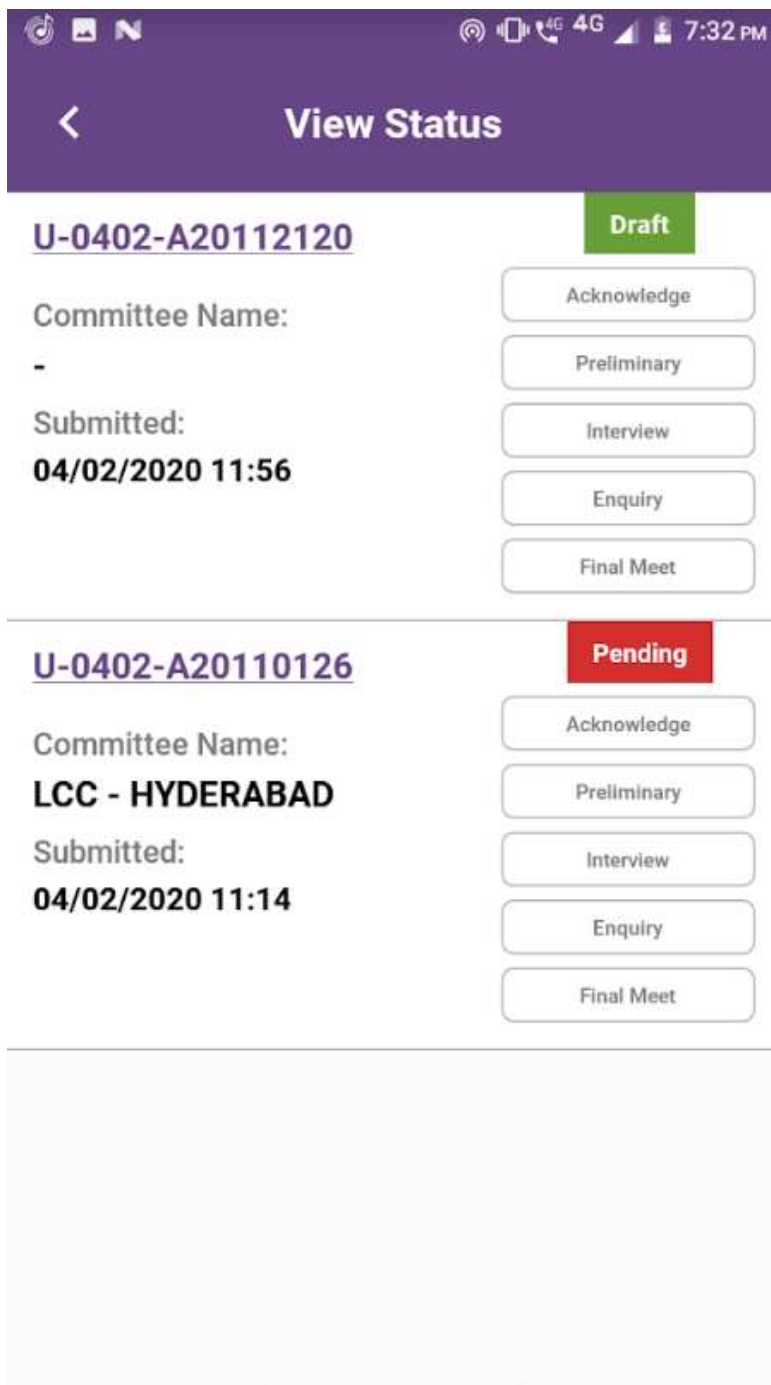 4G 4G 7:32 PM
View Status
U-0402-A20112120
Draft
Committee Name:
-
Submitted:
04/02/2020 11:56
Acknowledge
Preliminary
Interview
Enquiry
Final Meet
U-0402-A20110126
Pending
Committee Name:
LCC - HYDERABAD
Submitted:
04/02/2020 11:14
Acknowledge
Preliminary
Interview
Enquiry
Final Meet